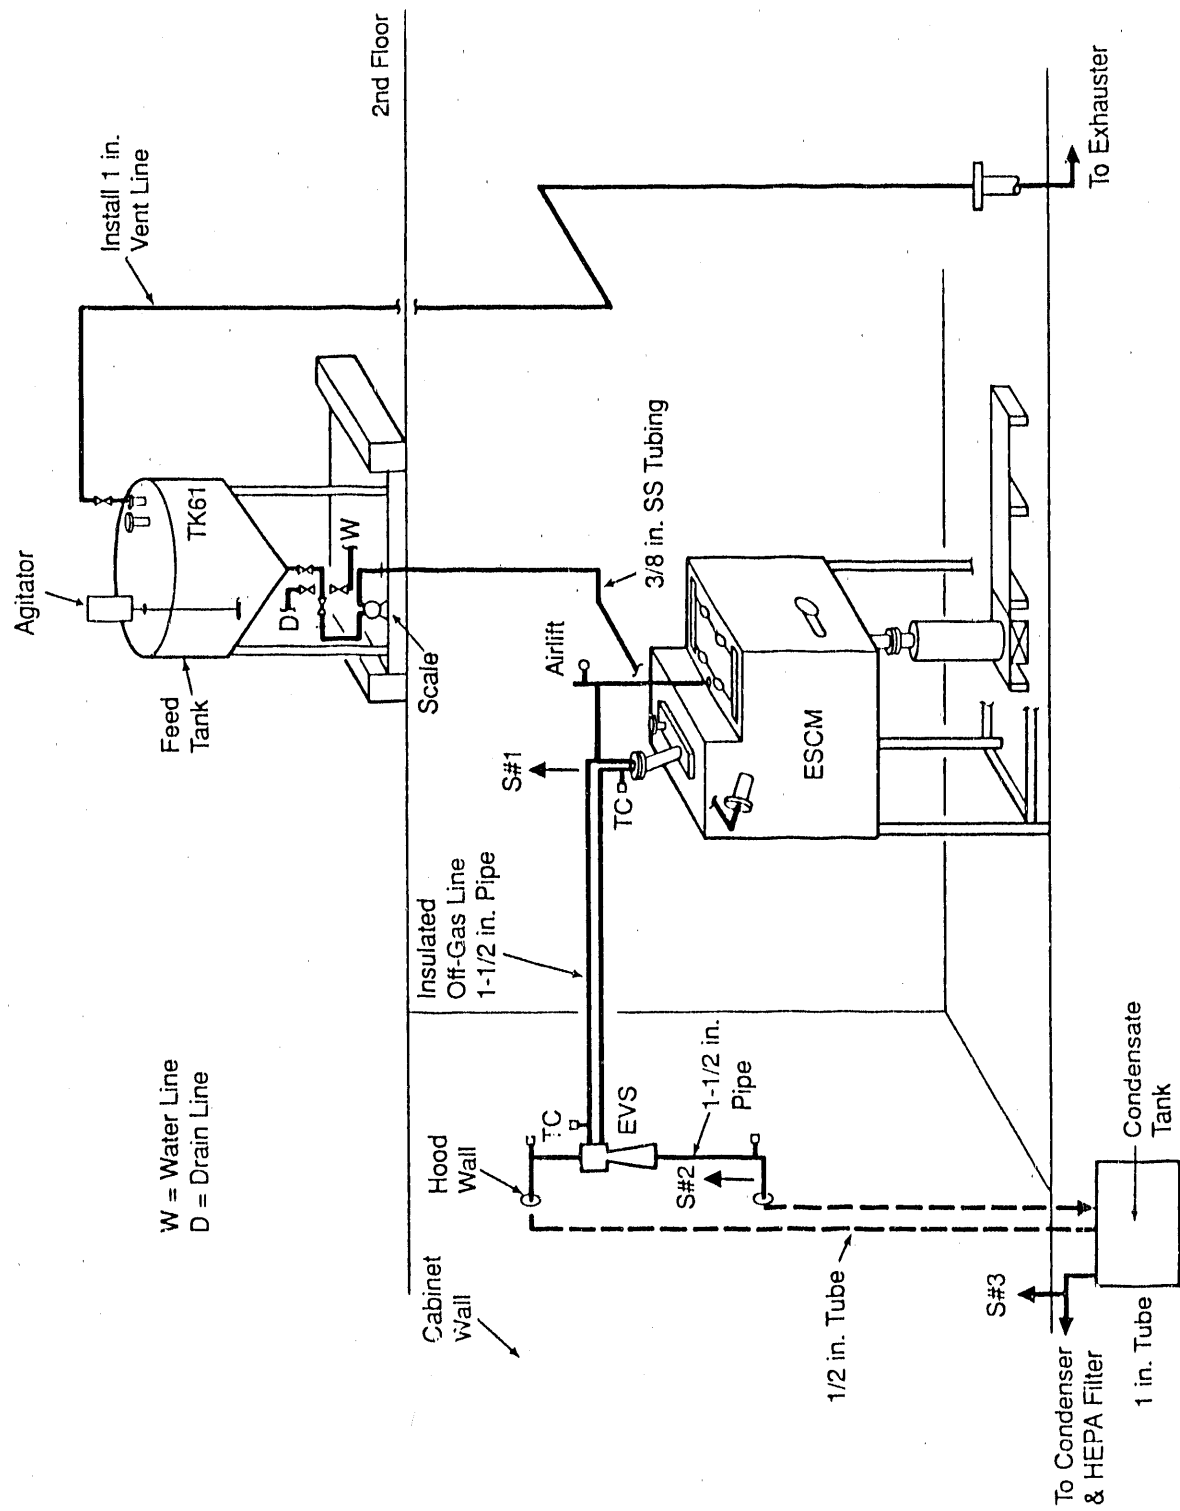 Agitator
Install 1 in.
Vent Line
2nd Floor
TK61
Feed
Tank
D
W
Scale
3/8 in. SS Tubing
Airlift
S#1
TC
ESCM
To Exhauster
Insulated
Off-Gas Line
1-1/2 in. Pipe
W = Water Line
D = Drain Line
Hood
Wall
TC
EVS
1-1/2 in.
Pipe
S#2
Cabinet
Wall
1/2 in. Tube
Condensate
Tank
S#3
To Condenser
& HEPA Filter
1 in. Tube